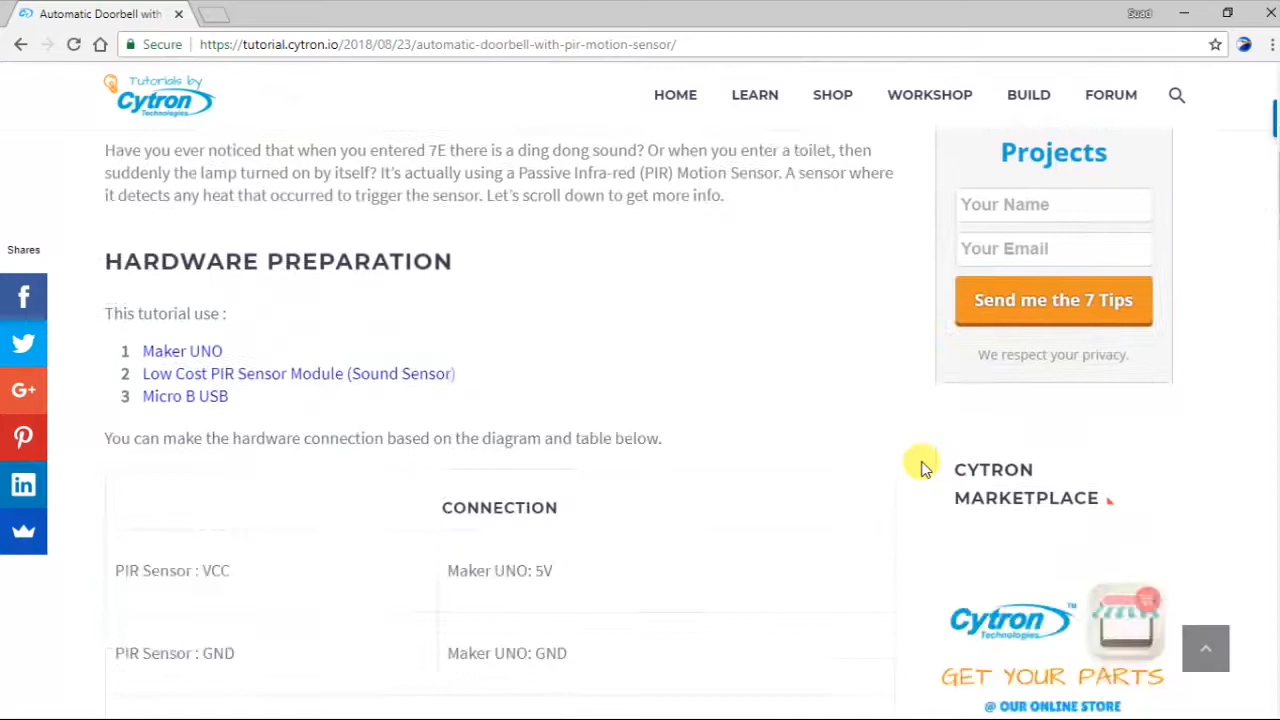 Automatic Doorbell with
Suad
Secure
https://tutorial.cytron.io/2018/08/23/automatic-doorbell-with-pir-motion-sensor/
Tutorials by
Cytron
Technologies
HOME
LEARN
SHOP
WORKSHOP
BUILD
FORUM
Have you ever noticed that when you entered 7E there is a ding dong sound? Or when you enter a toilet, then
suddenly the lamp turned on by itself? It's actually using a Passive Infra-red (PIR) Motion Sensor. A sensor where
it detects any heat that occurred to trigger the sensor. Let's scroll down to get more info.
Projects
Your Name
Your Email
Send me the 7 Tips
We respect your privacy.
Shares
HARDWARE PREPARATION
This tutorial use :
1 Maker UNO
2 Low Cost PIR Sensor Module (Sound Sensor)
3 Micro B USB
You can make the hardware connection based on the diagram and table below.
CONNECTION
PIR Sensor : VCC
Maker UNO: 5V
PIR Sensor : GND
Maker UNO: GND
CYTRON
MARKETPLACE
Cytron™
Technologies
GET YOUR PARTS
@ OUR ONLINE STORE